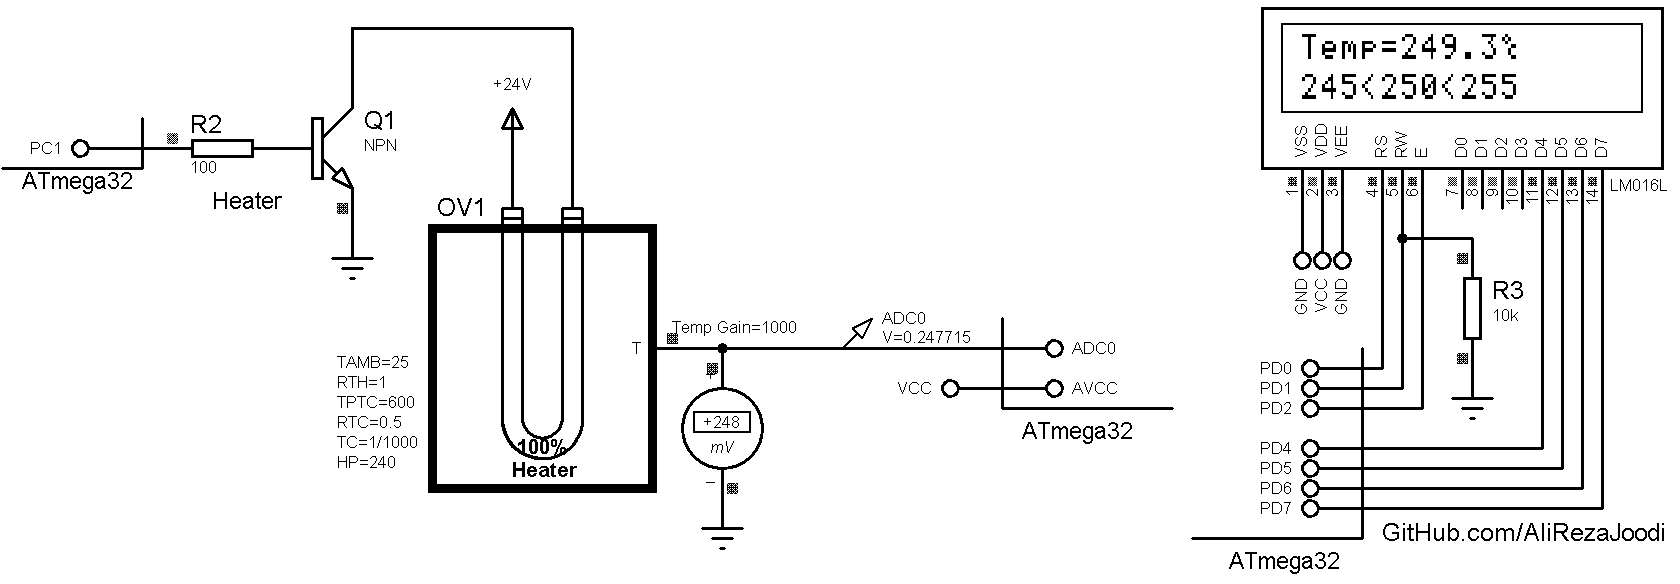 PC1
R2
100
ATmega32
Heater
Q1
NPN
+24V
OV1
TAMB=25
RTH=1
TPTC=600
RTC=0.5
TC=1/1000
HP=240
100%
Heater
T
Temp Gain=1000
+
+248
mV
–
ADC0
V=0.247715
ADC0
VCC
AVCC
ATmega32
Temp=249.3℃
245<250<255
VSS
VDD
VEE
RS
RW
E
D0
D1
D2
D3
D4
D5
D6
D7
1
2
3
4
5
6
7
8
9
10
11
12
13
14
LM016L
GND
VCC
GND
R3
10k
PD0
PD1
PD2
PD4
PD5
PD6
PD7
GitHub.com/AliRezaJoodi
ATmega32